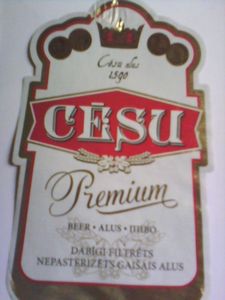 Cēsu alus
1590
CĒSU
Premium
BEER • ALUS • ПИВО
DABĪGI FILTRĒTS
NEPASTERIZĒTS GAIŠAIS ALUS